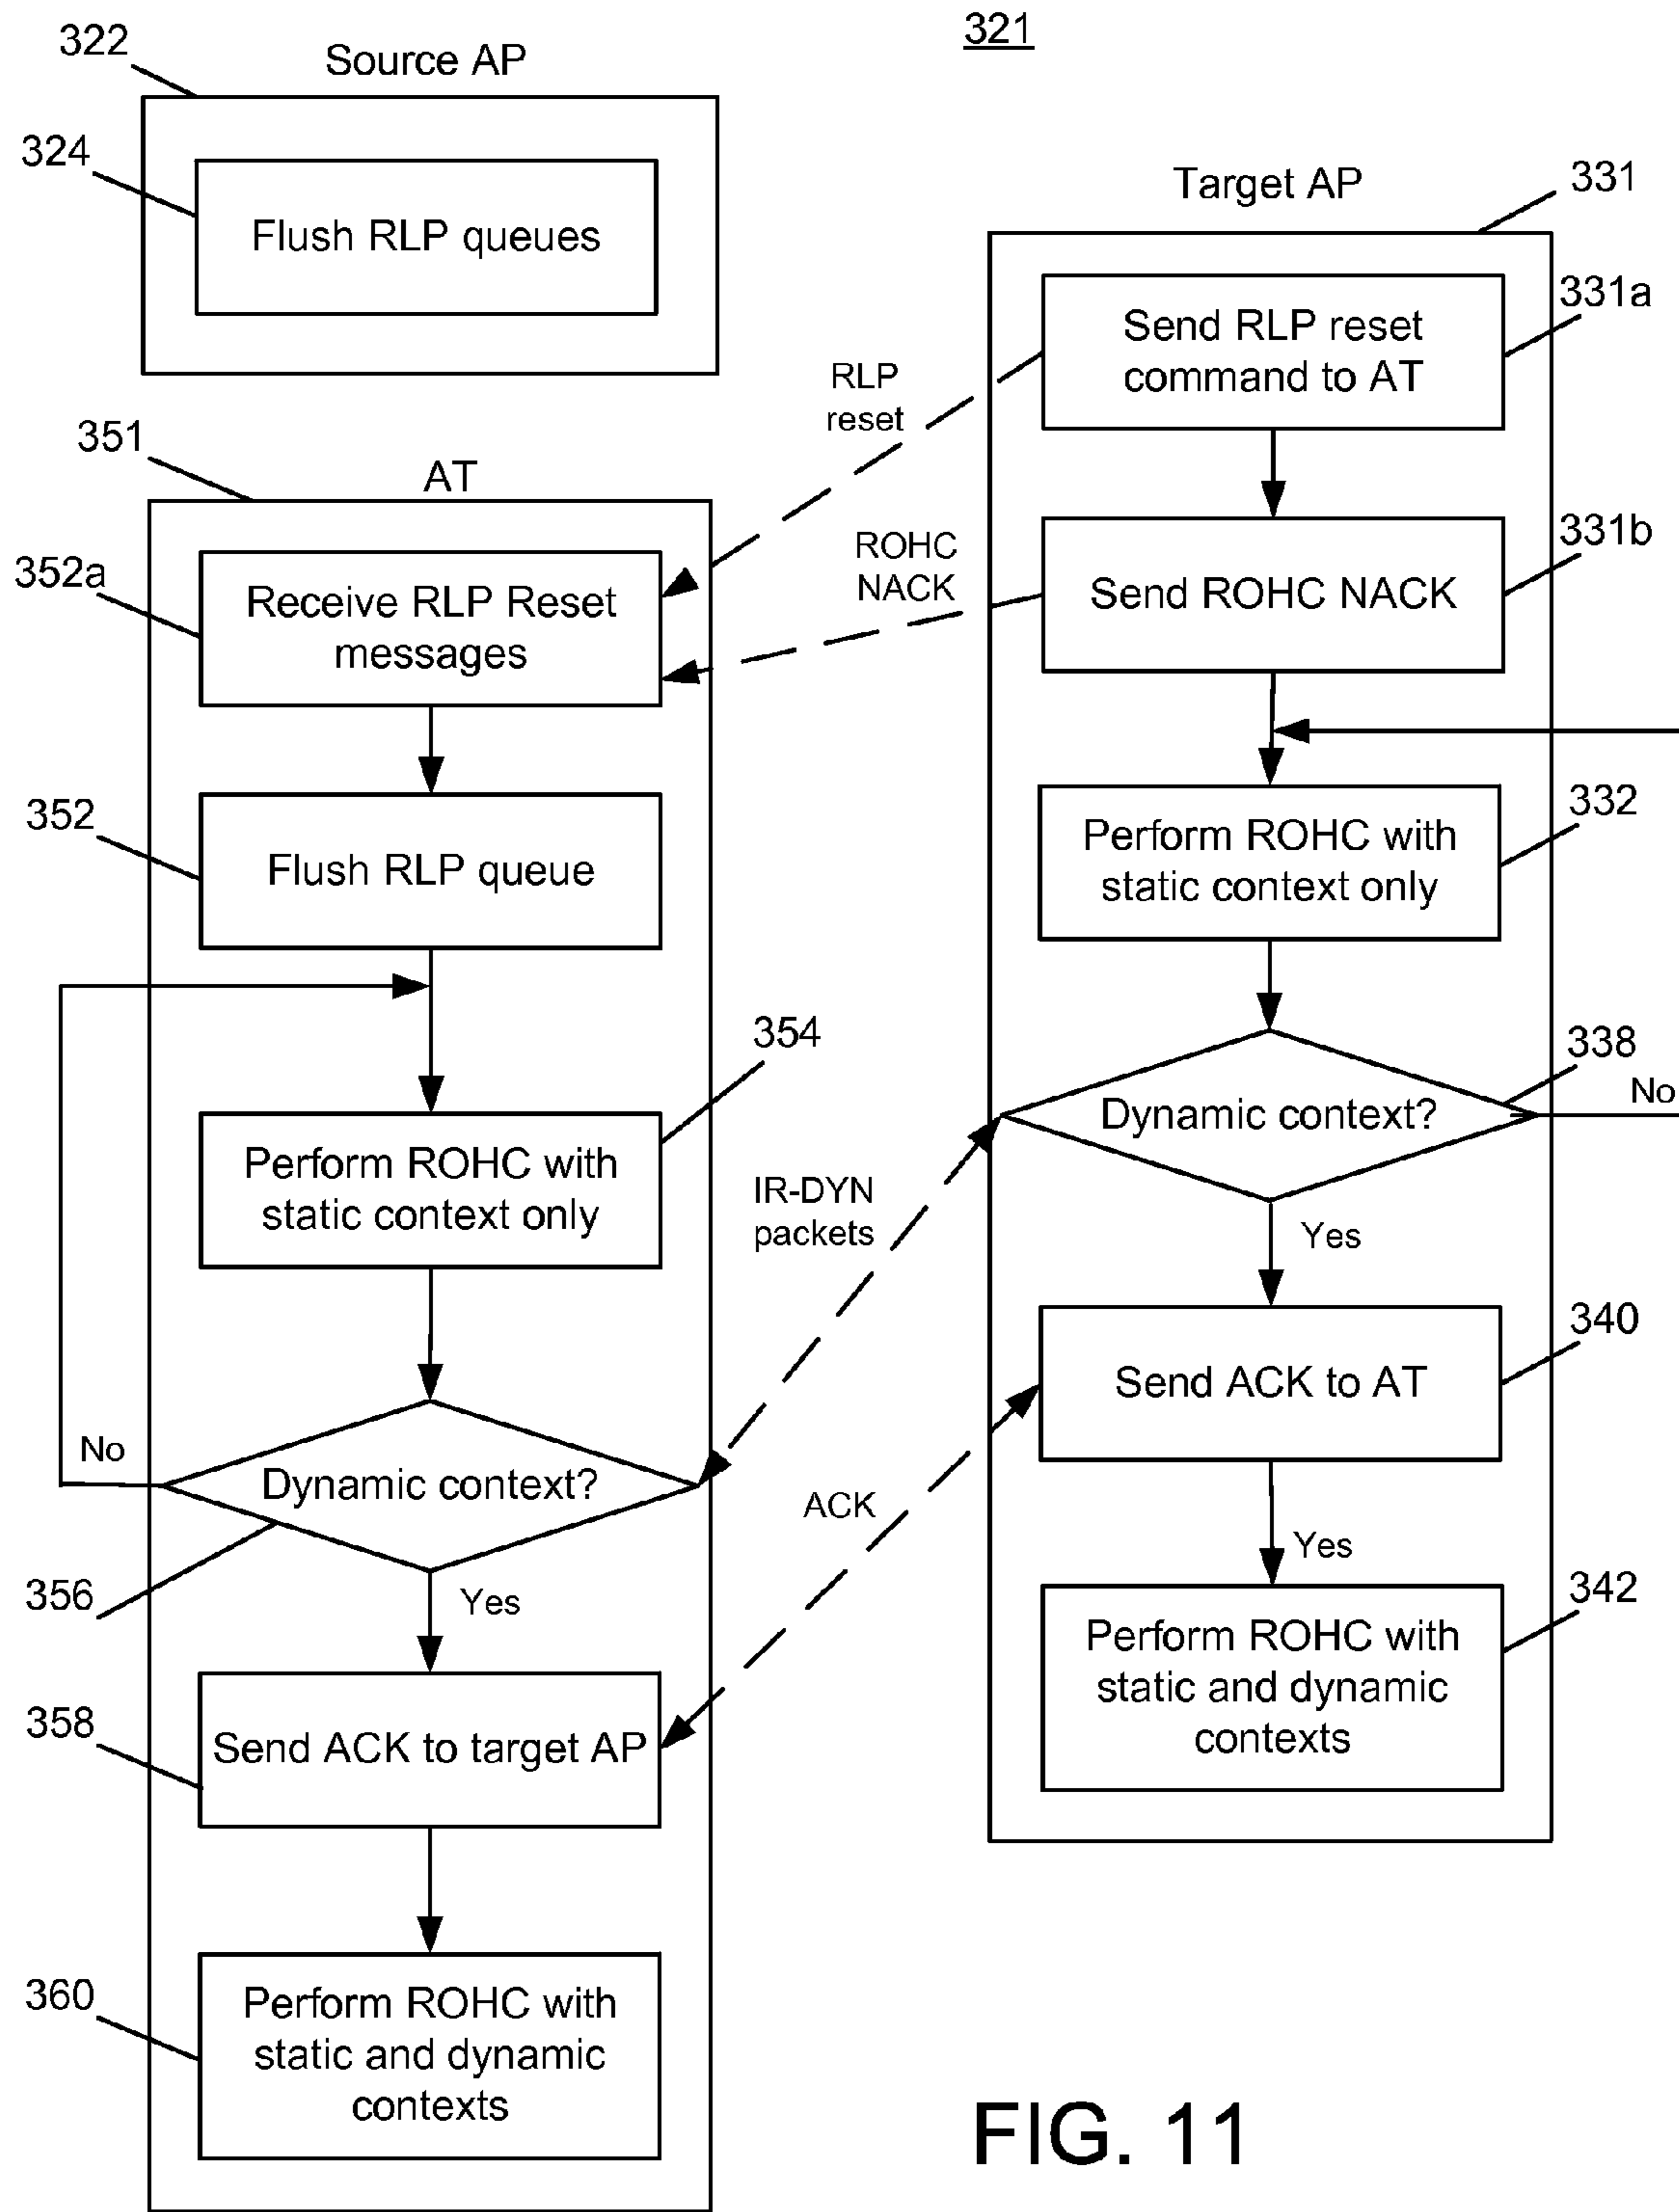 321
322
Source AP
324
Flush RLP queues
Target AP
331
331a
Send RLP reset
command to AT
RLP
reset
331b
Send ROHC NACK
ROHC
NACK
332
Perform ROHC with
static context only
338
Dynamic context?
No
Yes
340
Send ACK to AT
Yes
342
Perform ROHC with
static and dynamic
contexts
351
AT
352a
Receive RLP Reset
messages
352
Flush RLP queue
354
Perform ROHC with
static context only
IR-DYN
packets
No
Dynamic context?
356
Yes
ACK
358
Send ACK to target AP
360
Perform ROHC with
static and dynamic
contexts
FIG. 11